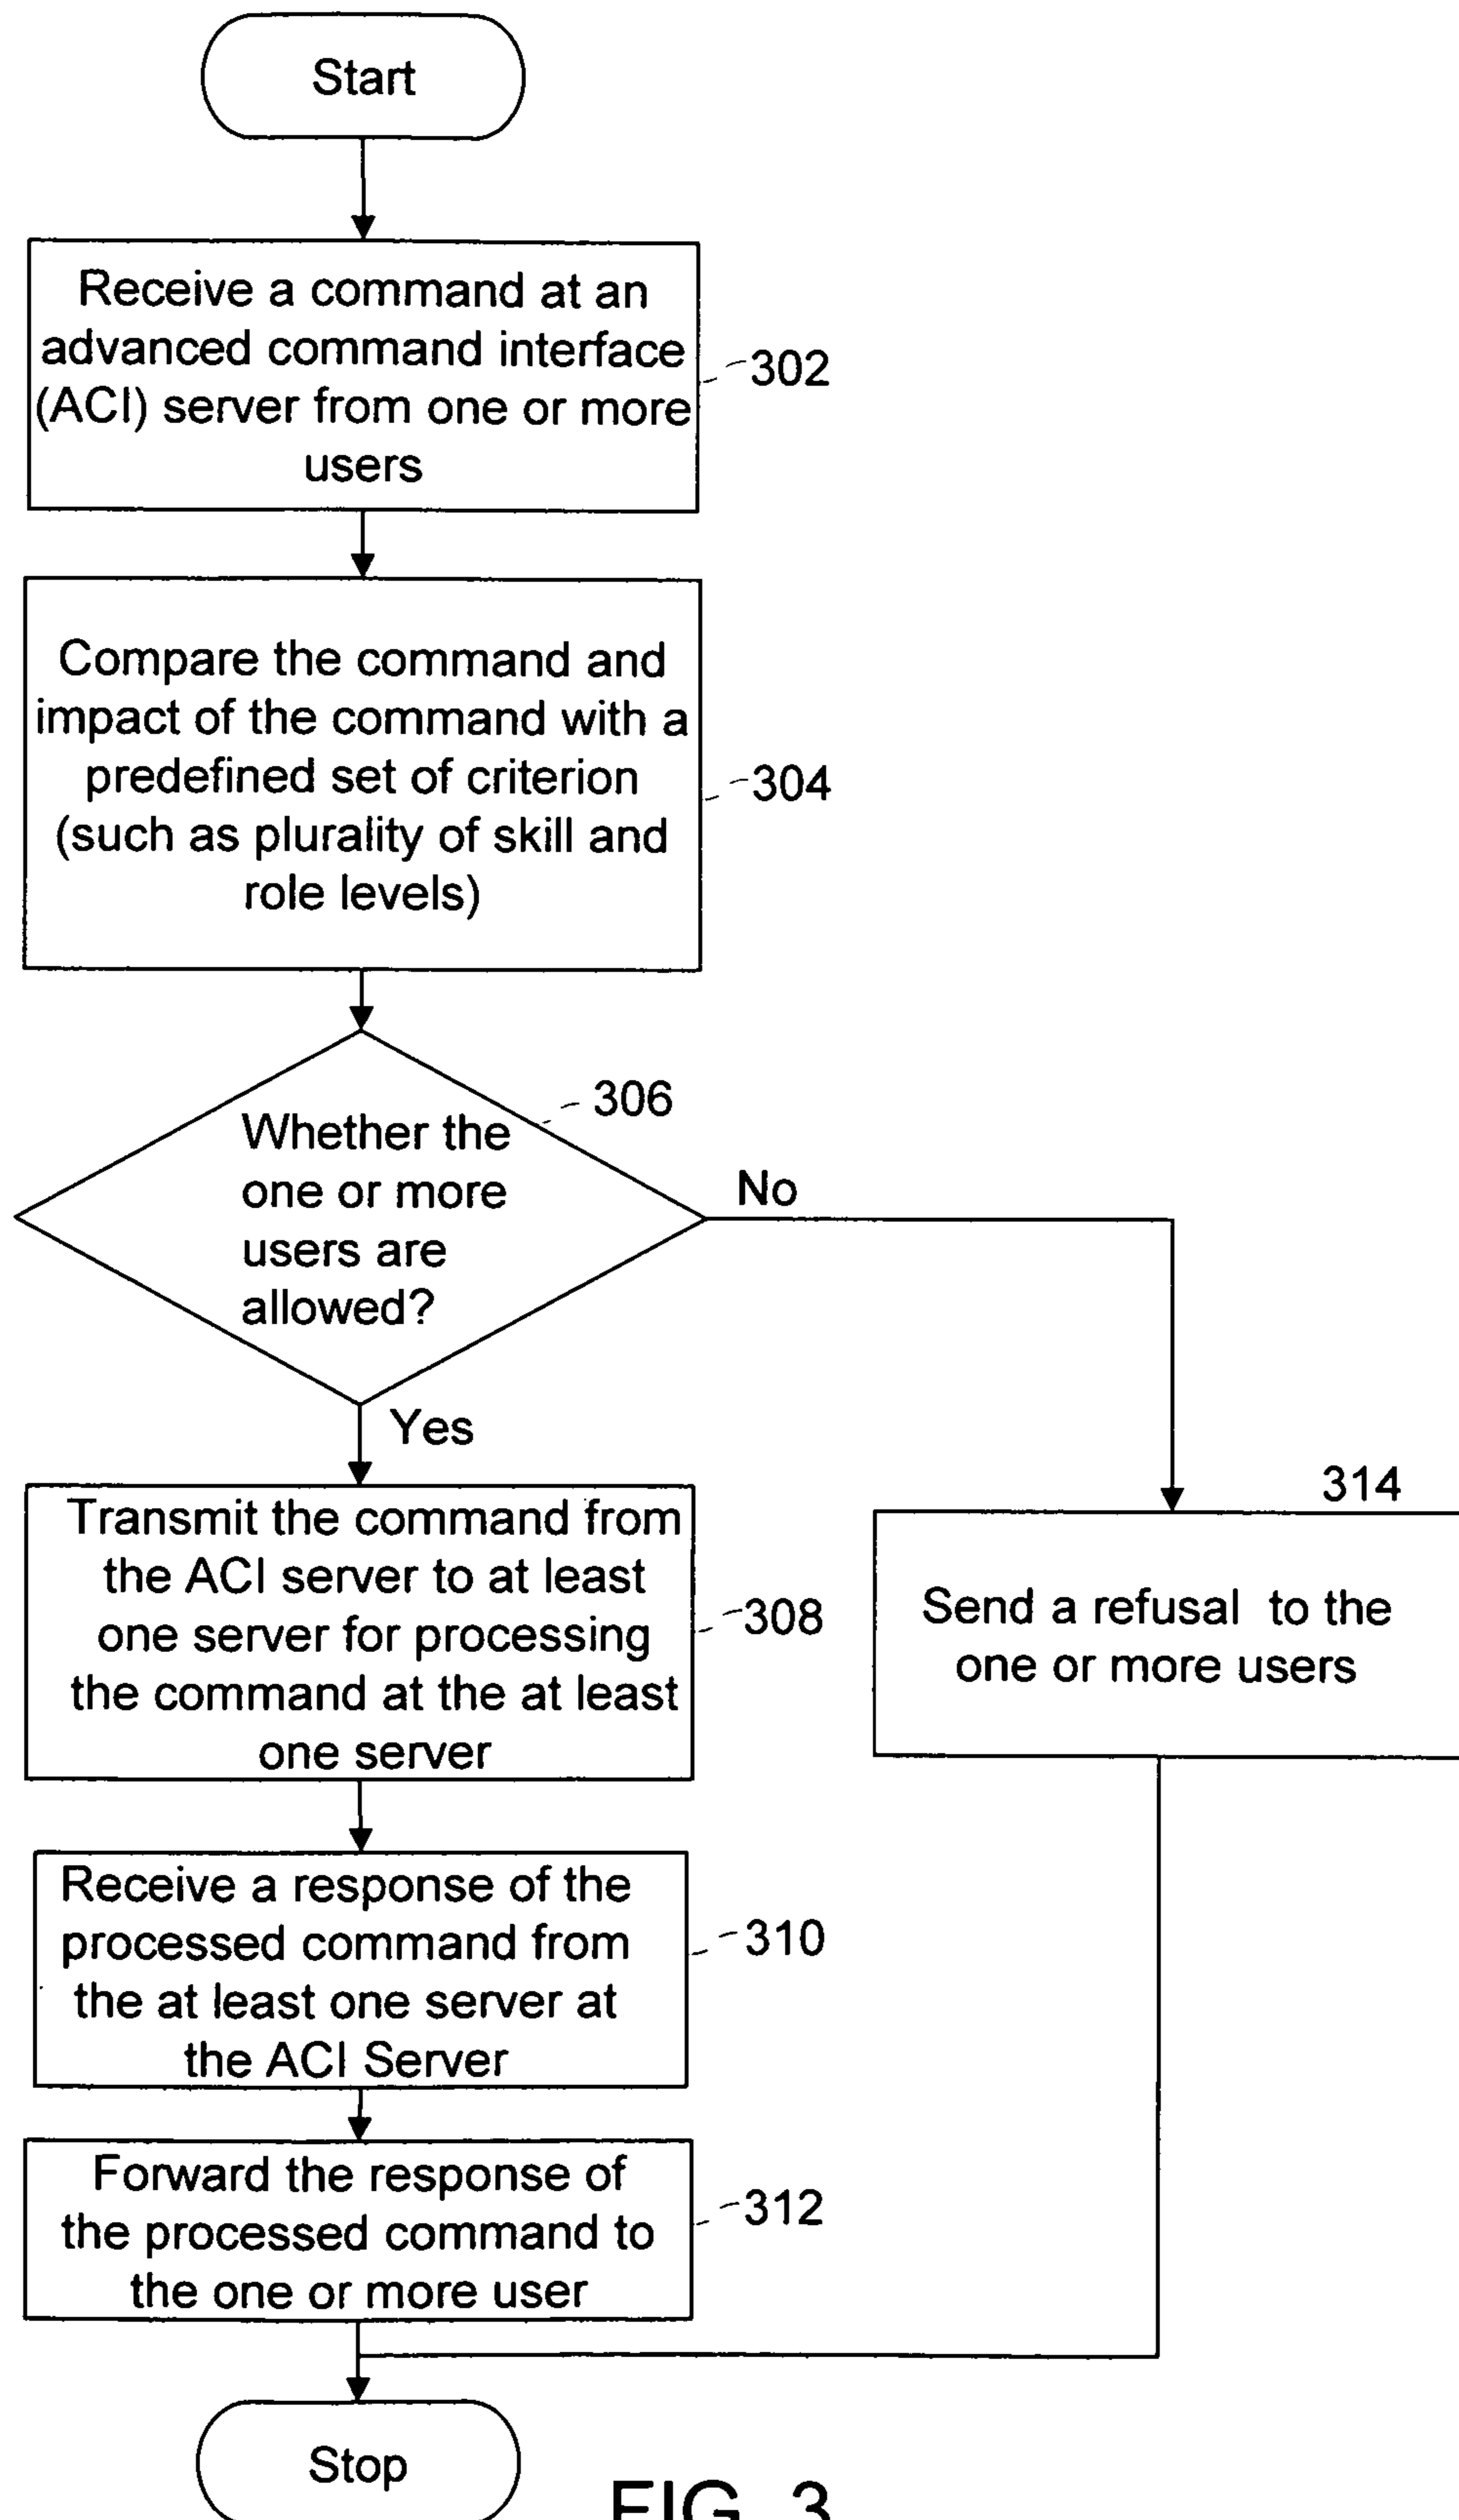 Start
Receive a command at an
advanced command interface
(ACI) server from one or more
users
302
Compare the command and
impact of the command with a
predefined set of criterion
(such as plurality of skill and
role levels)
304
306
Whether the
one or more
users are
allowed?
No
Yes
Transmit the command from
the ACI server to at least
one server for processing
the command at the at least
one server
308
314
Send a refusal to the
one or more users
Receive a response of the
processed command from
the at least one server at
the ACI Server
310
Forward the response of
the processed command to
the one or more user
312
Stop
FIG. 3